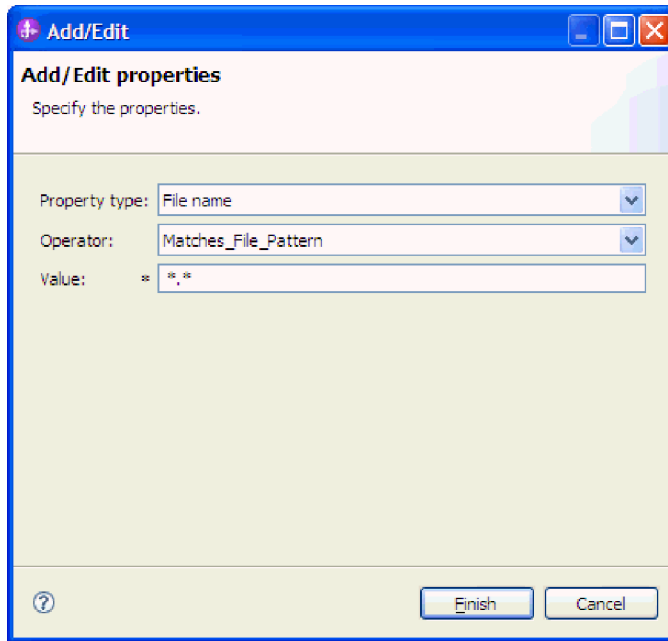 Add/Edit
Add/Edit properties
Specify the properties.
Property type: File name
Operator: Matches_File_Pattern
Value: * *.*
? 
Finish Cancel